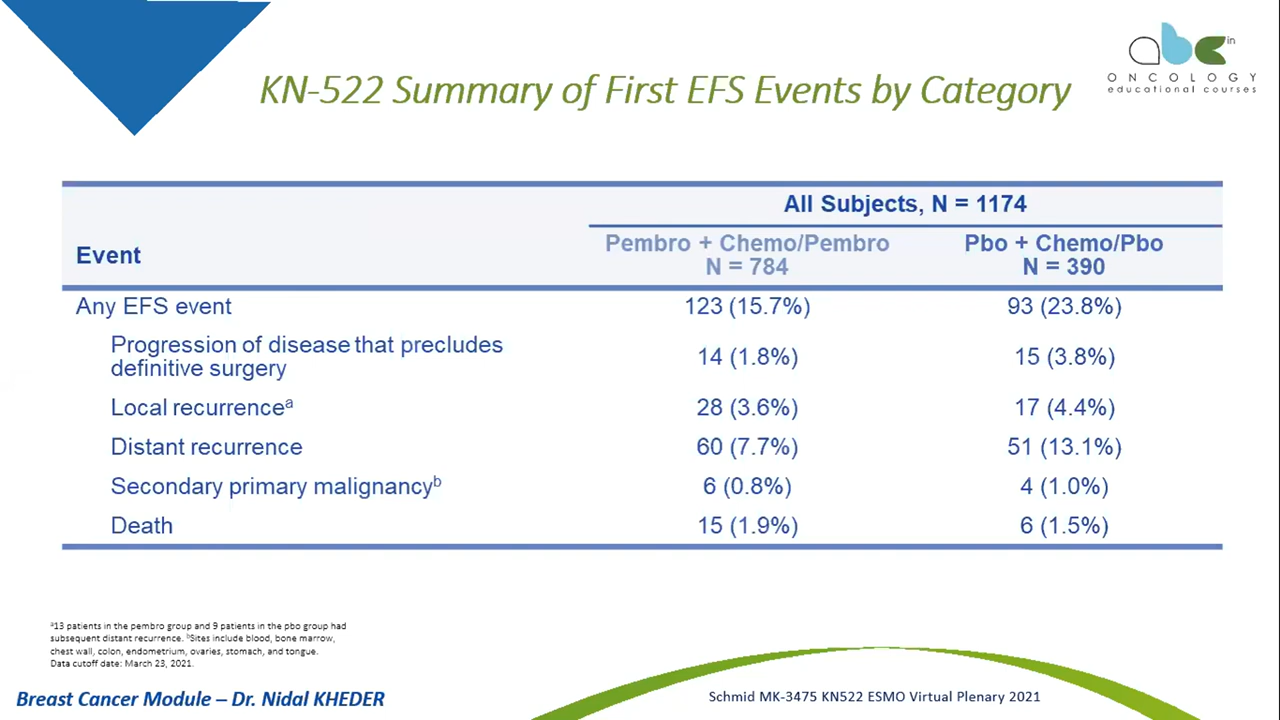 abc in
ONCOLOGY
educational courses
KN-522 Summary of First EFS Events by Category
All Subjects, N = 1174
Event
Pembro + Chemo/Pembro
N = 784
Pbo + Chemo/Pbo
N = 390
Any EFS event 123 (15.7%) 93 (23.8%)
Progression of disease that precludes
definitive surgery 14 (1.8%) 15 (3.8%)
Local recurrenceᵃ 28 (3.6%) 17 (4.4%)
Distant recurrence 60 (7.7%) 51 (13.1%)
Secondary primary malignancyᵇ 6 (0.8%) 4 (1.0%)
Death 15 (1.9%) 6 (1.5%)
ᵃ13 patients in the pembro group and 9 patients in the pbo group had
subsequent distant recurrence. ᵇSites include blood, bone marrow,
chest wall, colon, endometrium, ovaries, stomach, and tongue.
Data cutoff date: March 23, 2021.
Breast Cancer Module – Dr. Nidal KHEDER
Schmid MK-3475 KN522 ESMO Virtual Plenary 2021